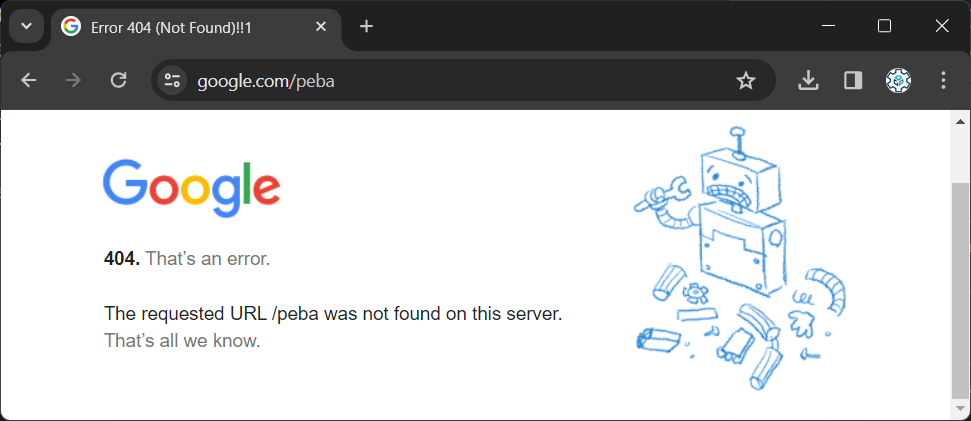 Error 404 (Not Found)!!1
google.com/peba
Google
404. That's an error.
The requested URL /peba was not found on this server.
That's all we know.